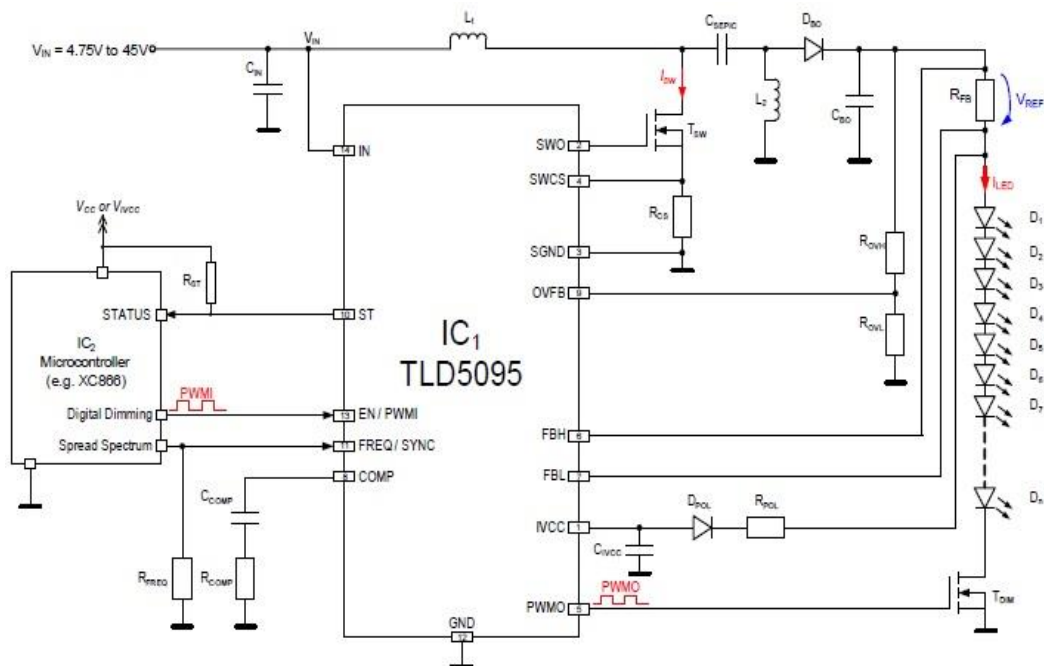 L1
CSEPIC
DBO
VIN = 4.75V to 45V
VIN
CIN
ISW
L2
CBO
RFB
VREF
TSW
IN
14
SWO
2
SWCS
4
ILED
VCC or VIVCC
RCS
D1
D2
D3
D4
D5
D6
D7
Dn
SGND
3
ROVH
RST
OVFB
9
STATUS
10
ST
ROVL
IC2
Microcontroller
(e.g. XC866)
IC1
TLD5095
PWMI
Digital Dimming
13
EN / PWMI
Spread Spectrum
11
FREQ / SYNC
FBH
6
8
COMP
FBL
7
CCOMP
DPOL
RPOL
IVCC
1
CIVCC
RFREQ
RCOMP
PWMO
PWMO
5
TDIM
GND
12